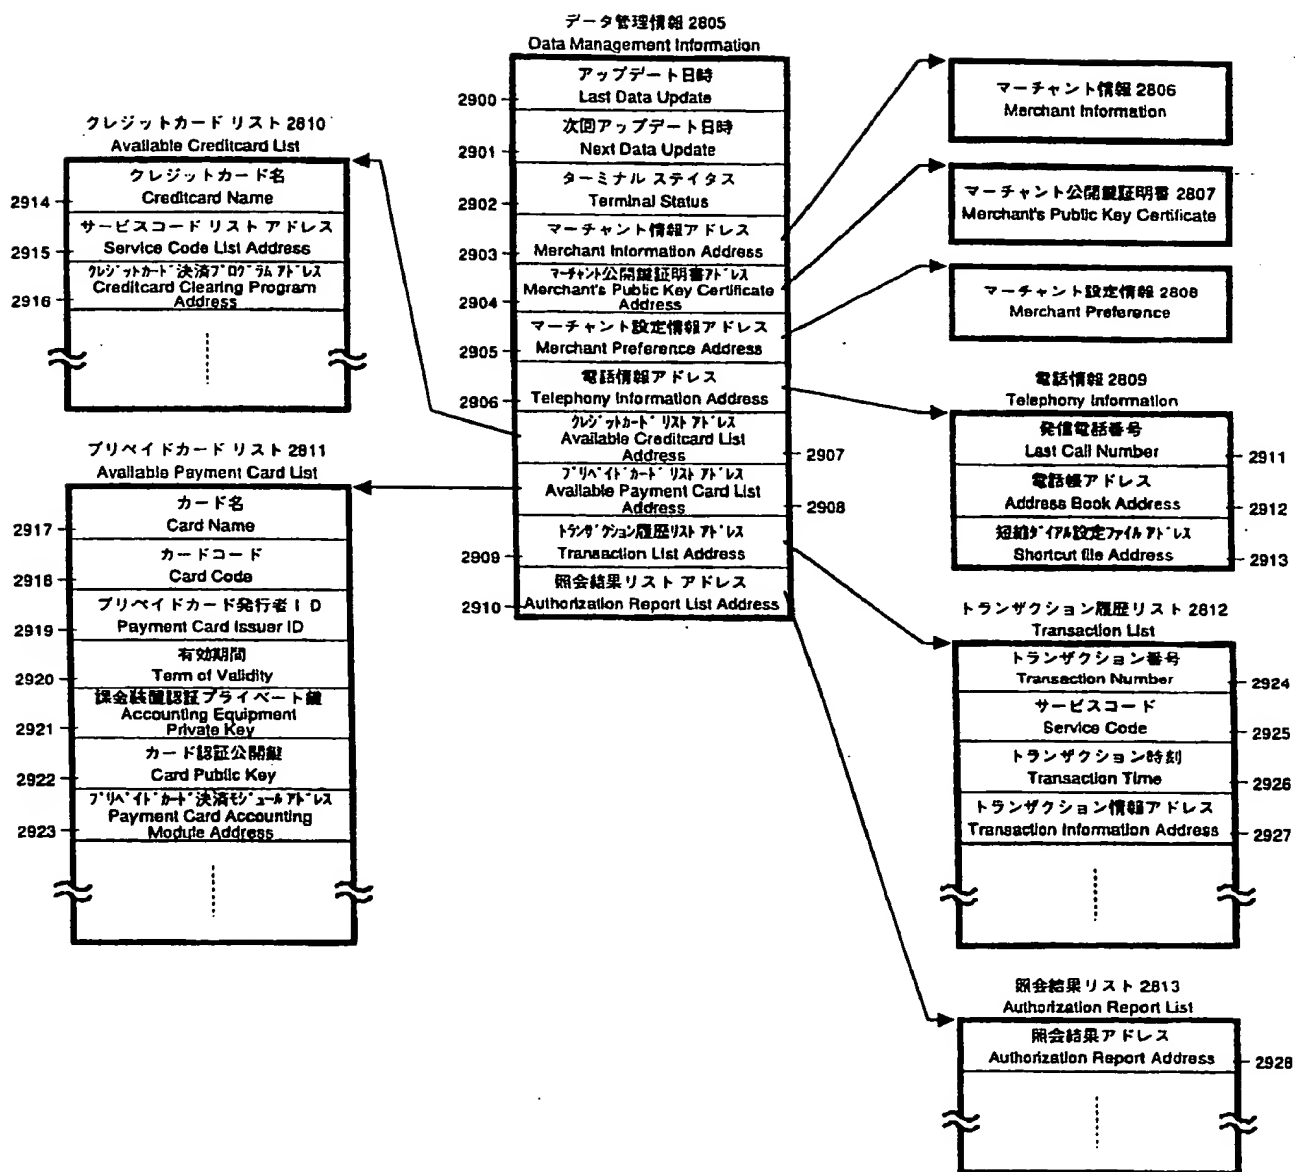 データ管理情報 2805
Data Management Information
アップデート日時
Last Data Update
2900
次回アップデート日時
Next Data Update
2901
ターミナル ステイタス
Terminal Status
2902
マーチャント情報アドレス
Merchant Information Address
2903
マーチャント公開鍵証明書アドレス
Merchant's Public Key Certificate
Address
2904
マーチャント設定情報アドレス
Merchant Preference Address
2905
電話情報アドレス
Telephony Information Address
2906
クレジットカード リスト アドレス
Available Creditcard List
Address
2907
プリペイドカード リスト アドレス
Available Payment Card List
Address
2908
トランザクション履歴リスト アドレス
Transaction List Address
2909
照会結果リスト アドレス
Authorization Report List Address
2910
クレジットカード リスト 2810
Available Creditcard List
クレジットカード名
Creditcard Name
2914
サービスコード リスト アドレス
Service Code List Address
2915
クレジットカード決済プログラム アドレス
Creditcard Clearing Program
Address
2916
プリペイドカード リスト 2811
Available Payment Card List
カード名
Card Name
2917
カードコード
Card Code
2918
プリペイドカード発行者ID
Payment Card Issuer ID
2919
有効期間
Term of Validity
2920
課金装置認証プライベート鍵
Accounting Equipment
Private Key
2921
カード認証公開鍵
Card Public Key
2922
プリペイドカード決済モジュール アドレス
Payment Card Accounting
Module Address
2923
マーチャント情報 2806
Merchant Information
マーチャント公開鍵証明書 2807
Merchant's Public Key Certificate
マーチャント設定情報 2808
Merchant Preference
電話情報 2809
Telephony Information
発信電話番号
Last Call Number
2911
電話帳アドレス
Address Book Address
2912
短縮ダイアル設定ファイル アドレス
Shortcut file Address
2913
トランザクション履歴リスト 2812
Transaction List
トランザクション番号
Transaction Number
2924
サービスコード
Service Code
2925
トランザクション時刻
Transaction Time
2926
トランザクション情報アドレス
Transaction Information Address
2927
照会結果リスト 2813
Authorization Report List
照会結果アドレス
Authorization Report Address
2928